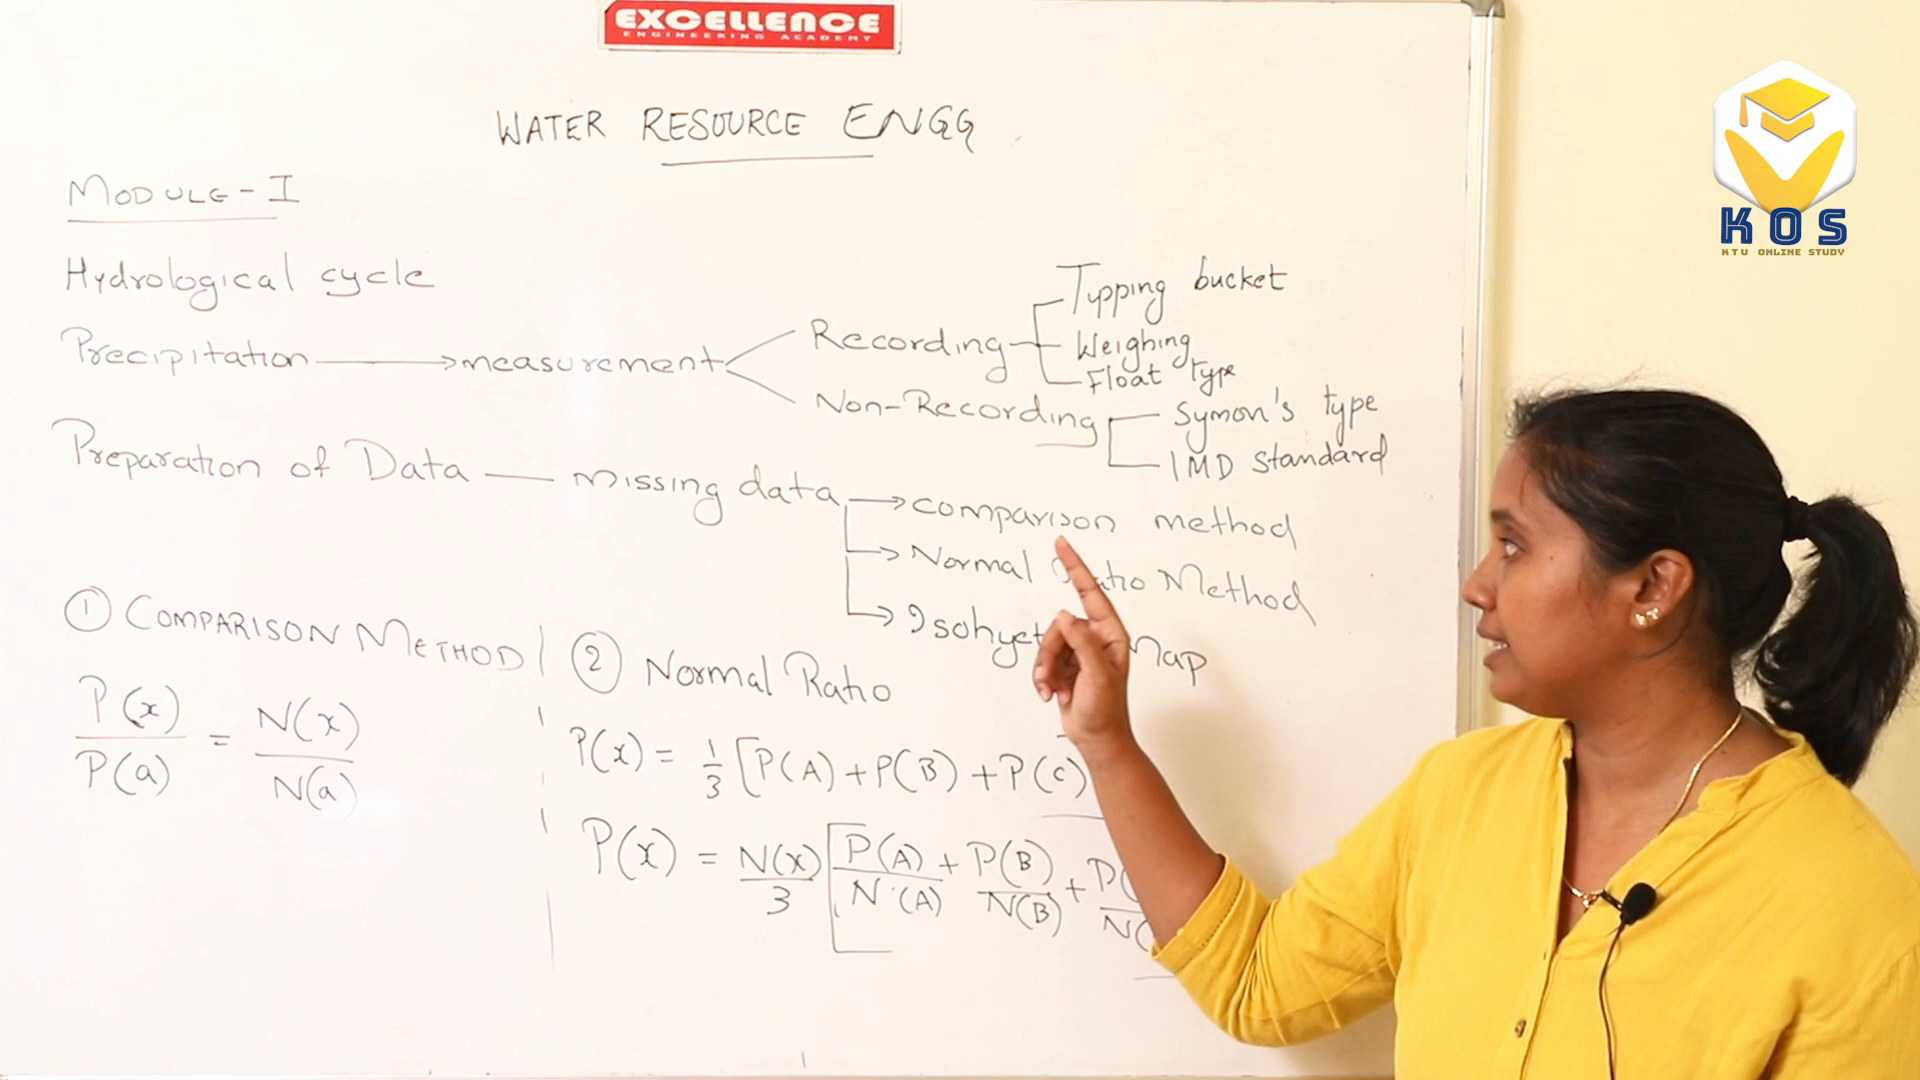 EXCELLENCE
ENGINEERING ACADEMY
WATER RESOURCE ENGG
KOS
KTU ONLINE STUDY
MODULE-I
Hydrological cycle
Precipitation → measurement
Recording
Tipping bucket
Weighing
Float type
Non-Recording
Symon's type
IMD standard
Preparation of Data — missing data → comparison method
→ Normal Ratio Method
→ Map
① COMPARISON METHOD
P(x)/P(a) = N(x)/N(a)
② Normal Ratio
P(x) = 1/3 [P(A) + P(B) + P(C)
P(x) = N(x)/3 [P(A)/N(A) + P(B)/N(B) +